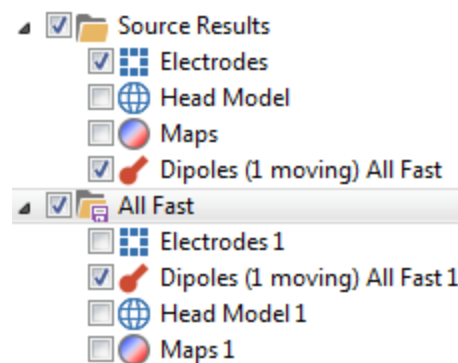 Source Results
Electrodes
Head Model
Maps
Dipoles (1 moving) All Fast
All Fast
Electrodes 1
Dipoles (1 moving) All Fast 1
Head Model 1
Maps 1